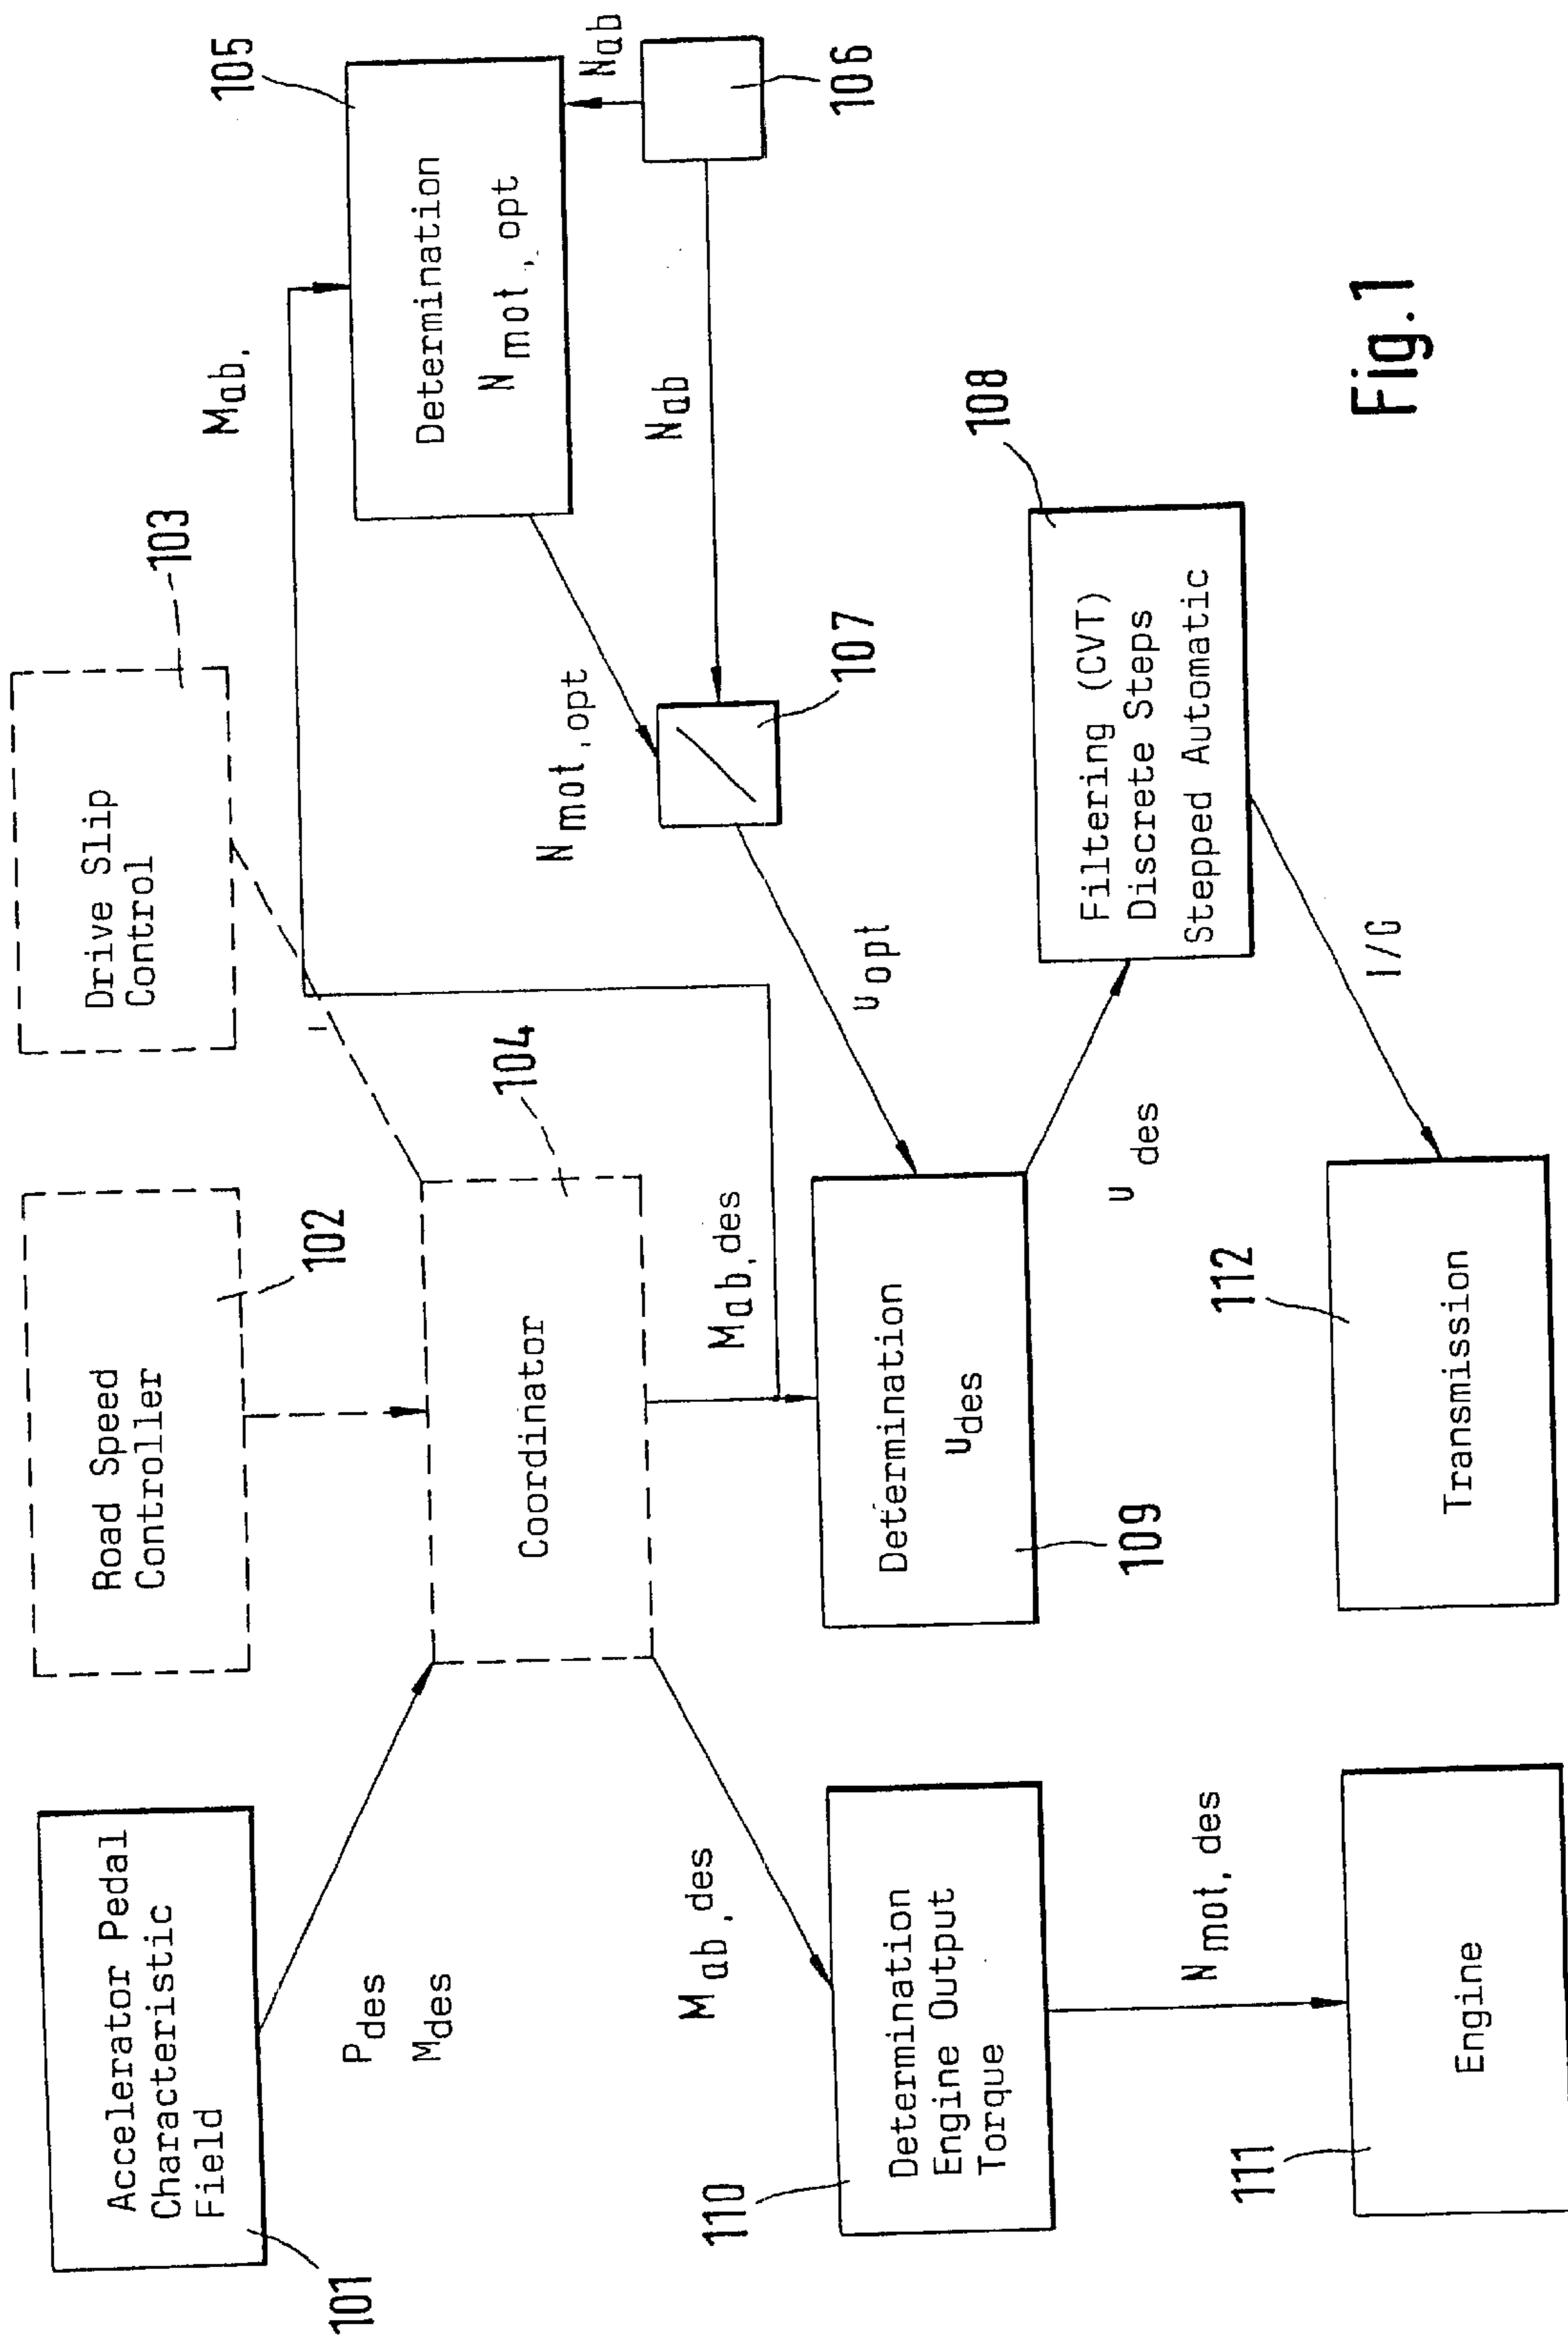 Accelerator Pedal
Characteristic
Field
101
Road Speed
Controller
102
Drive Slip
Control
103
P des
M des
Coordinator
104
M ab,
Determination
N mot, opt
105
N ab
106
N ab
N mot, opt
107
M ab, des
M ab, des
u opt
Determination
Engine Output
Torque
110
Determination
u des
109
u des
Filtering (CVT)
Discrete Steps
Stepped Automatic
108
N mot, des
I/G
Engine
111
Transmission
112
Fig.1